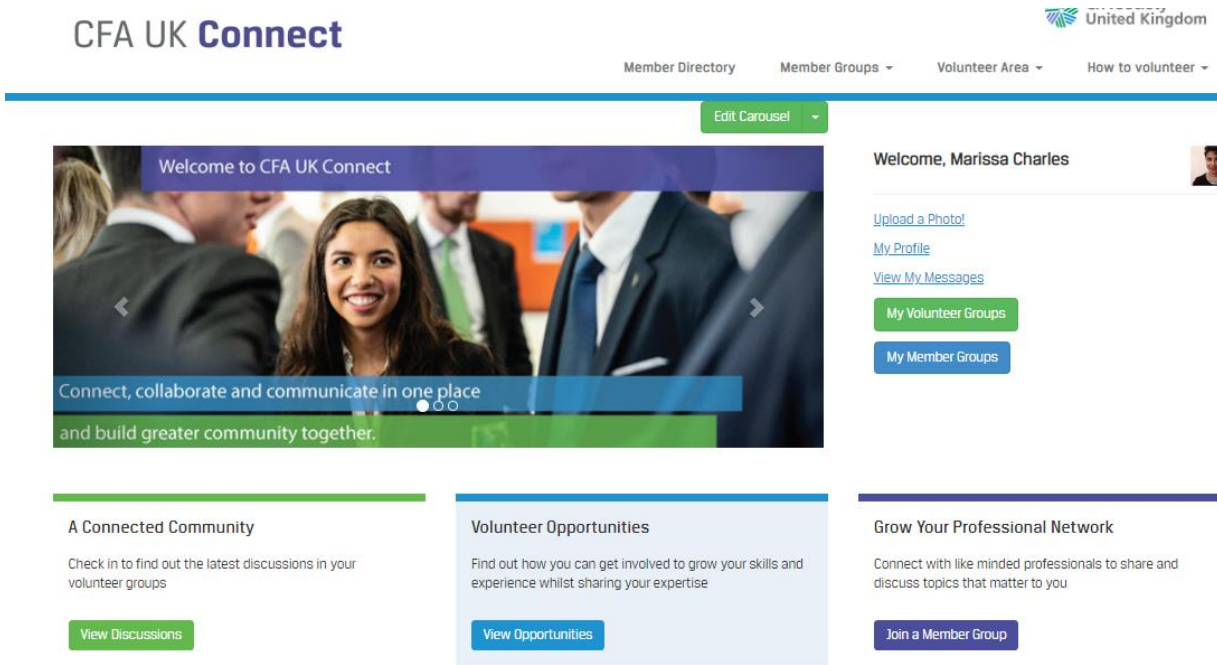 CFA UK Connect
United Kingdom
Member Directory
Member Groups
Volunteer Area
How to volunteer
Edit Carousel
Welcome to CFA UK Connect
Connect, collaborate and communicate in one place
and build greater community together.
Welcome, Marissa Charles
Upload a Photo!
My Profile
View My Messages
My Volunteer Groups
My Member Groups
A Connected Community
Check in to find out the latest discussions in your
volunteer groups
View Discussions
Volunteer Opportunities
Find out how you can get involved to grow your skills and
experience whilst sharing your expertise
View Opportunities
Grow Your Professional Network
Connect with like minded professionals to share and
discuss topics that matter to you
Join a Member Group